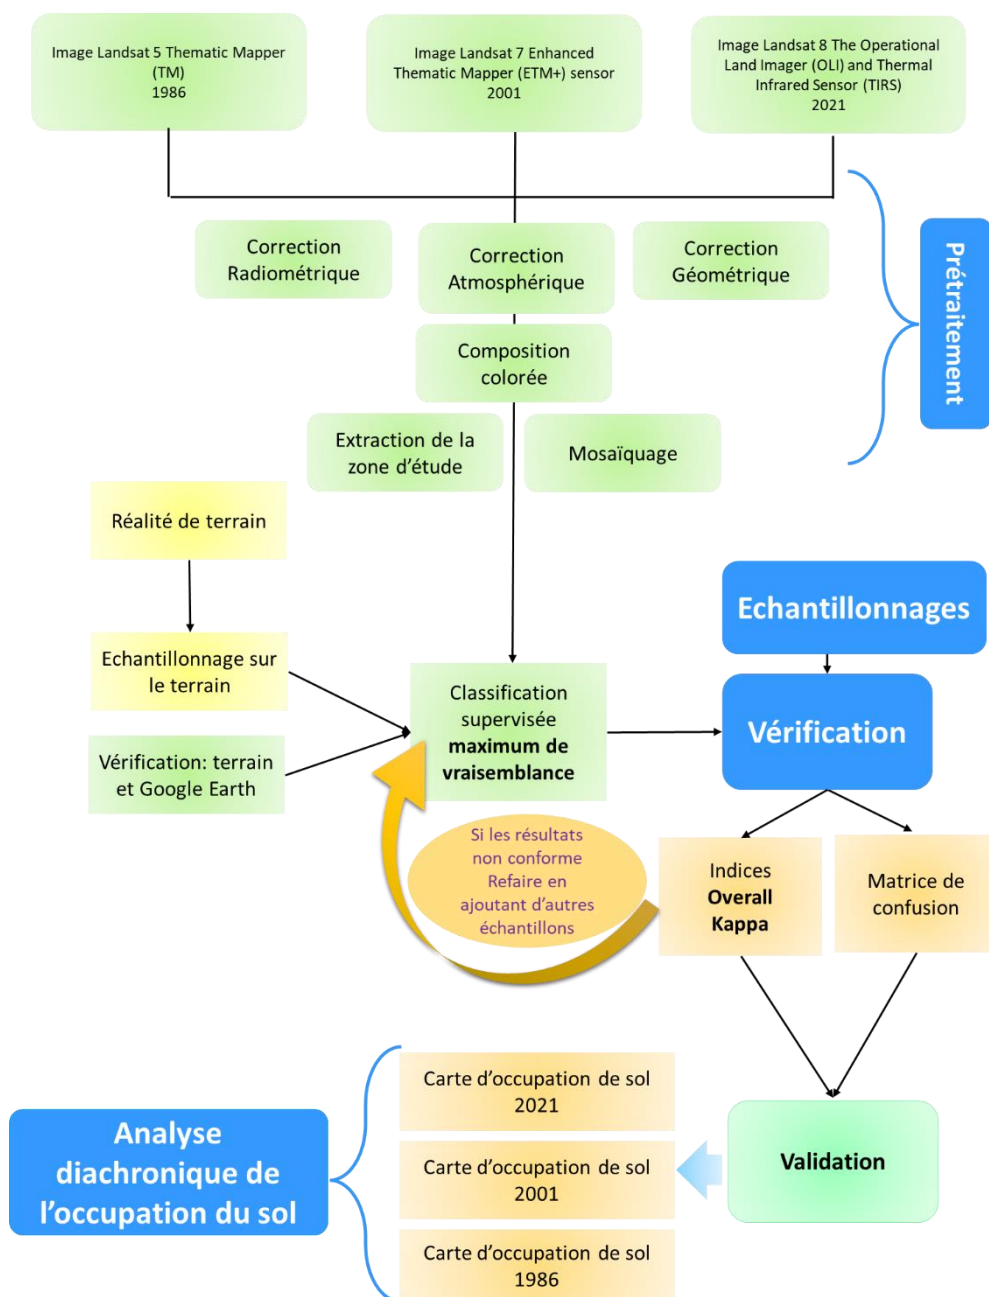 Image Landsat 5 Thematic Mapper
(TM)
1986
Image Landsat 7 Enhanced
Thematic Mapper (ETM+) sensor
2001
Image Landsat 8 The Operational
Land Imager (OLI) and Thermal
Infrared Sensor (TIRS)
2021
Correction
Radiométrique
Correction
Atmosphérique
Correction
Géométrique
Prétraitement
Composition
colorée
Extraction de la
zone d’étude
Mosaïquage
Réalité de terrain
Echantillonnage sur
le terrain
Vérification: terrain
et Google Earth
Classification
supervisée
maximum de
vraisemblance
Echantillonnages
Vérification
Si les résultats
non conforme
Refaire en
ajoutant d’autres
échantillons
Indices
Overall
Kappa
Matrice de
confusion
Validation
Carte d’occupation de sol
2021
Carte d’occupation de sol
2001
Carte d’occupation de sol
1986
Analyse
diachronique de
l’occupation du sol